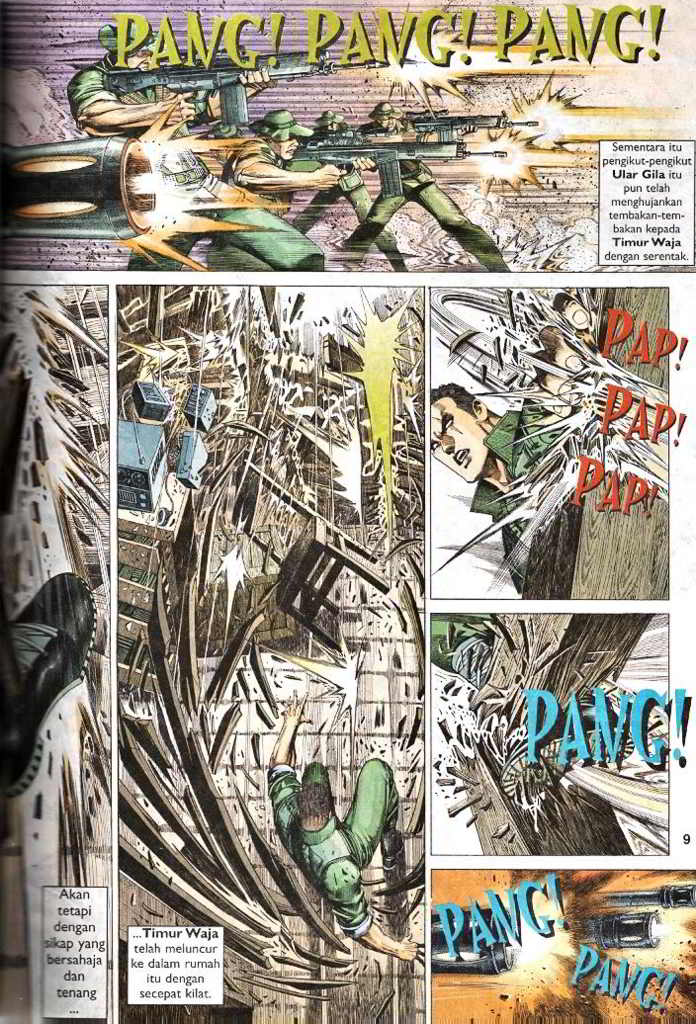 PANG! PANG! PANG!
Sementara itu
pengikut-pengikut
Ular Gila itu
pun telah
menghujankan
tembakan-tem-
bakan kepada
Timur Waja
dengan serentak.
Akan
tetapi
dengan
sikap yang
bersahaja
dan
tenang
...
...Timur Waja
telah meluncur
ke dalam rumah
itu dengan
secepat kilat.
PAP!
PAP!
PAP!
PANG!
9
PANG!
PANG!